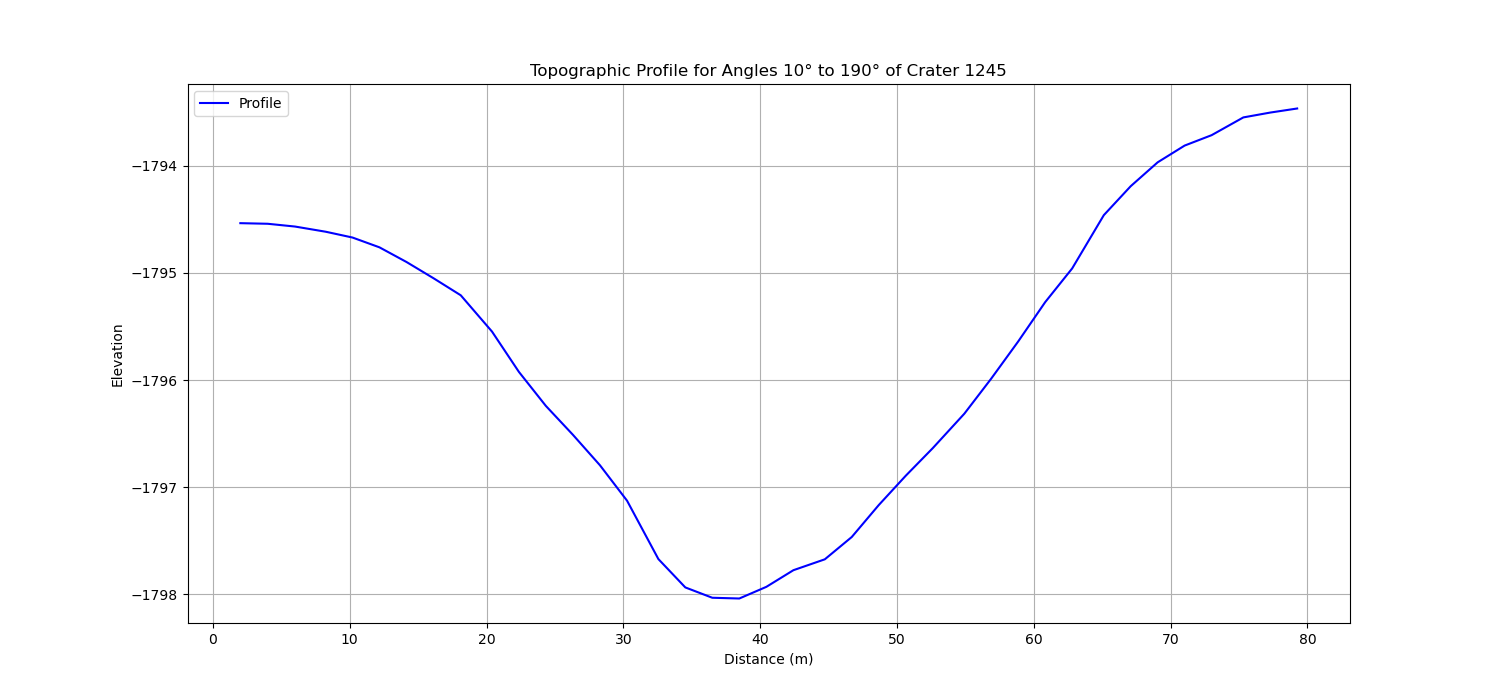 Topographic Profile for Angles 10° to 190° of Crater 1245
Profile
−1794
−1795
−1796
−1797
−1798
Elevation
0 10 20 30 40 50 60 70 80
Distance (m)